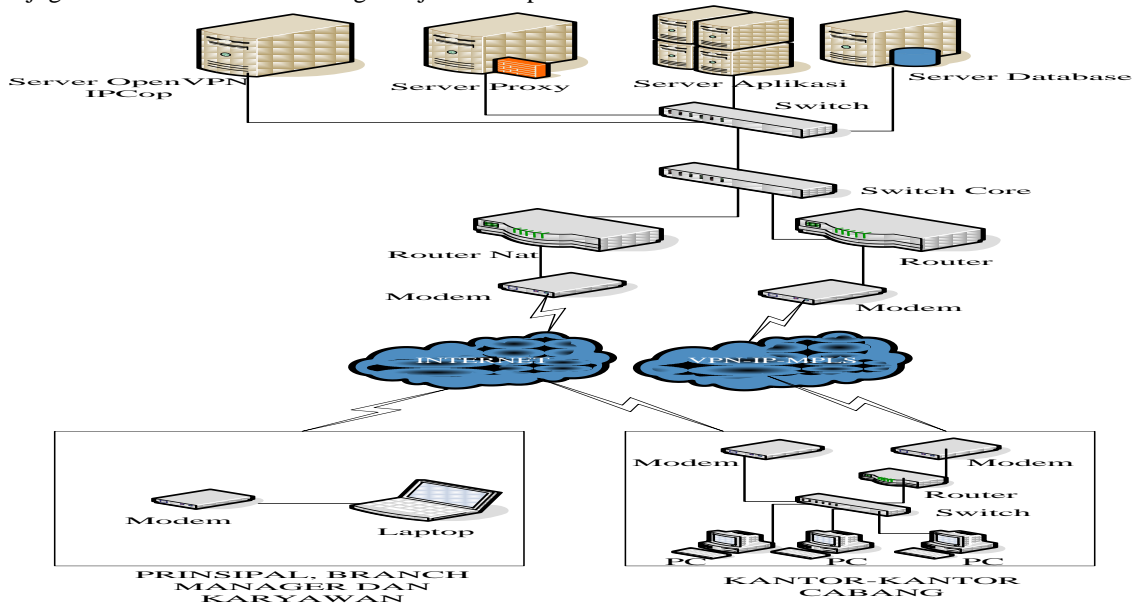 Server OpenVPN
IPCop
Server Proxy
Server Aplikasi
Server Database
Switch
Switch Core
Router Nat
Router
Modem
Modem
INTERNET
VPN-IP-MPLS
Modem
Laptop
Modem
Modem
Router
Switch
PC
PC
PC
PRINSIPAL, BRANCH
MANAGER DAN
KARYAWAN
KANTOR-KANTOR
CABANG